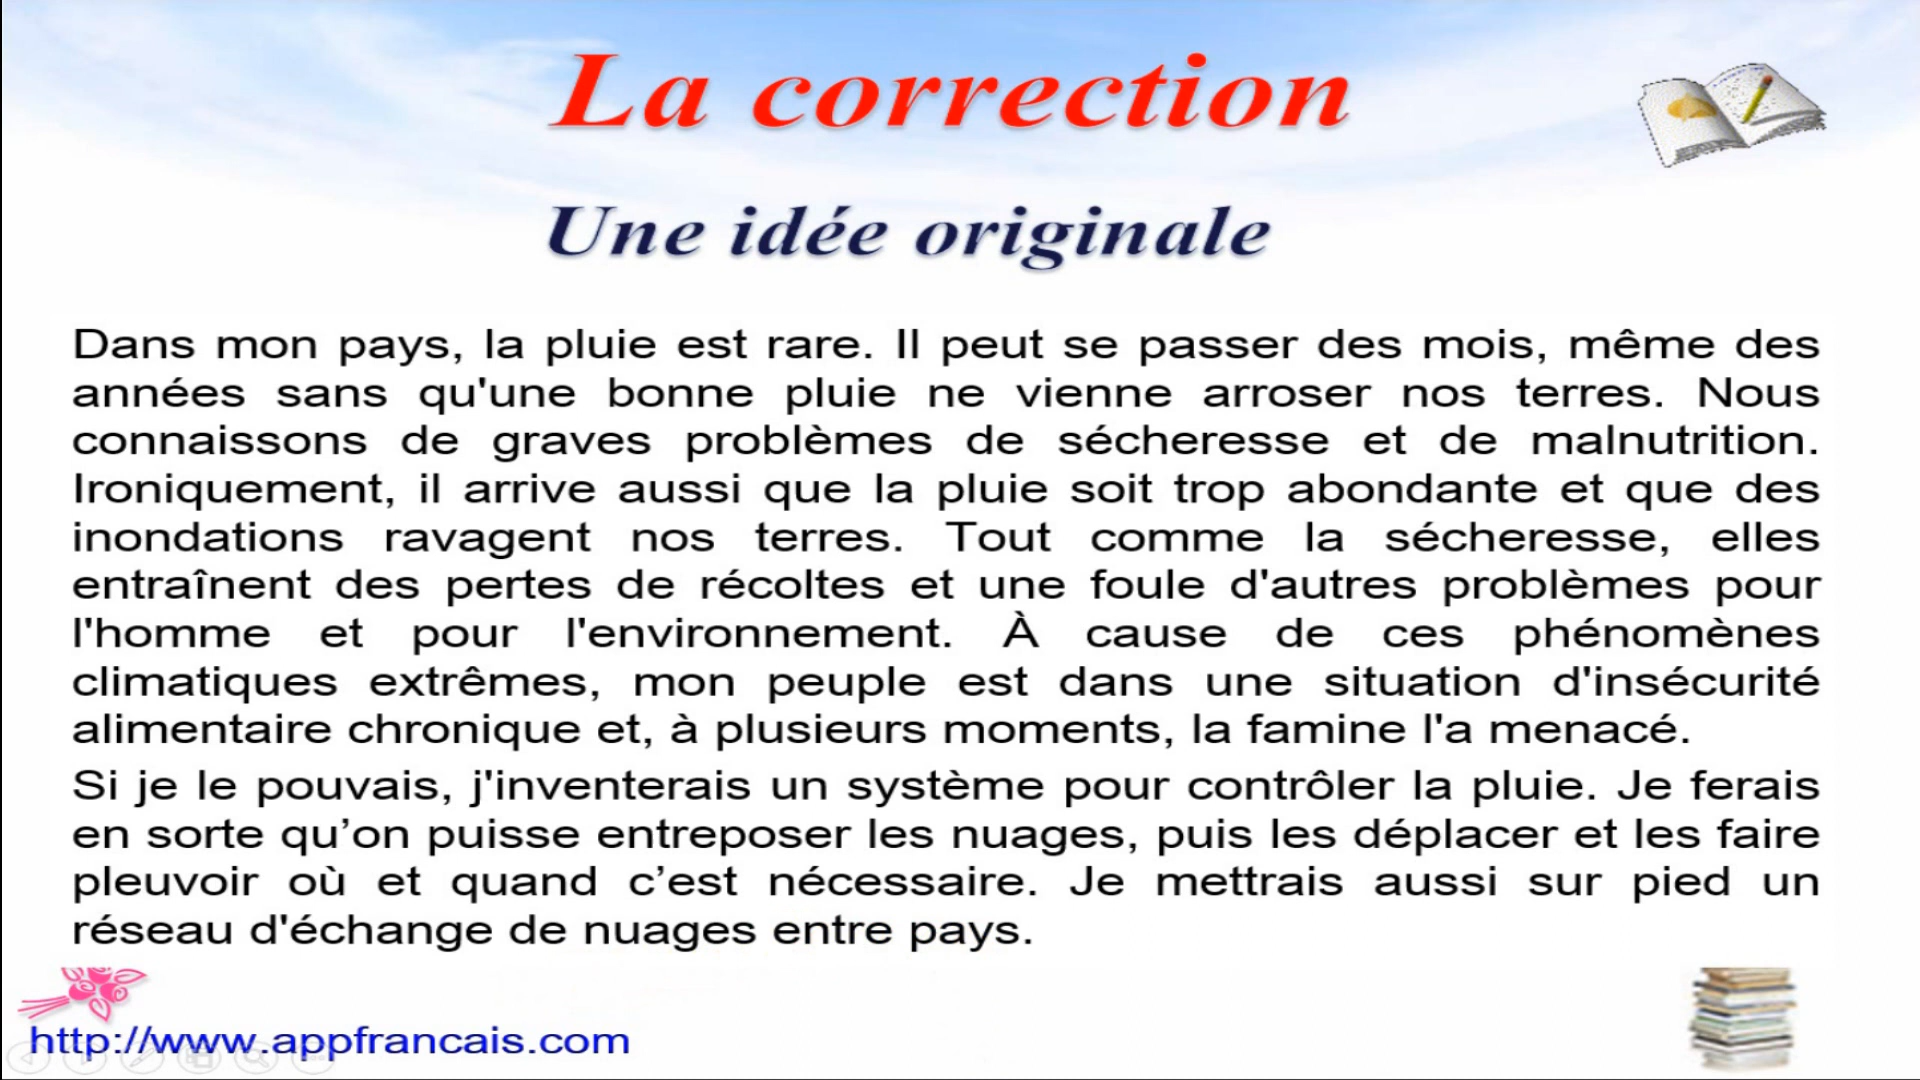 La correction
Une idée originale
Dans mon pays, la pluie est rare. Il peut se passer des mois, même des
années sans qu'une bonne pluie ne vienne arroser nos terres. Nous
connaissons de graves problèmes de sécheresse et de malnutrition.
Ironiquement, il arrive aussi que la pluie soit trop abondante et que des
inondations ravagent nos terres. Tout comme la sécheresse, elles
entraînent des pertes de récoltes et une foule d'autres problèmes pour
l'homme et pour l'environnement. À cause de ces phénomènes
climatiques extrêmes, mon peuple est dans une situation d'insécurité
alimentaire chronique et, à plusieurs moments, la famine l'a menacé.
Si je le pouvais, j'inventerais un système pour contrôler la pluie. Je ferais
en sorte qu’on puisse entreposer les nuages, puis les déplacer et les faire
pleuvoir où et quand c’est nécessaire. Je mettrais aussi sur pied un
réseau d'échange de nuages entre pays.
http://www.appfrancais.com